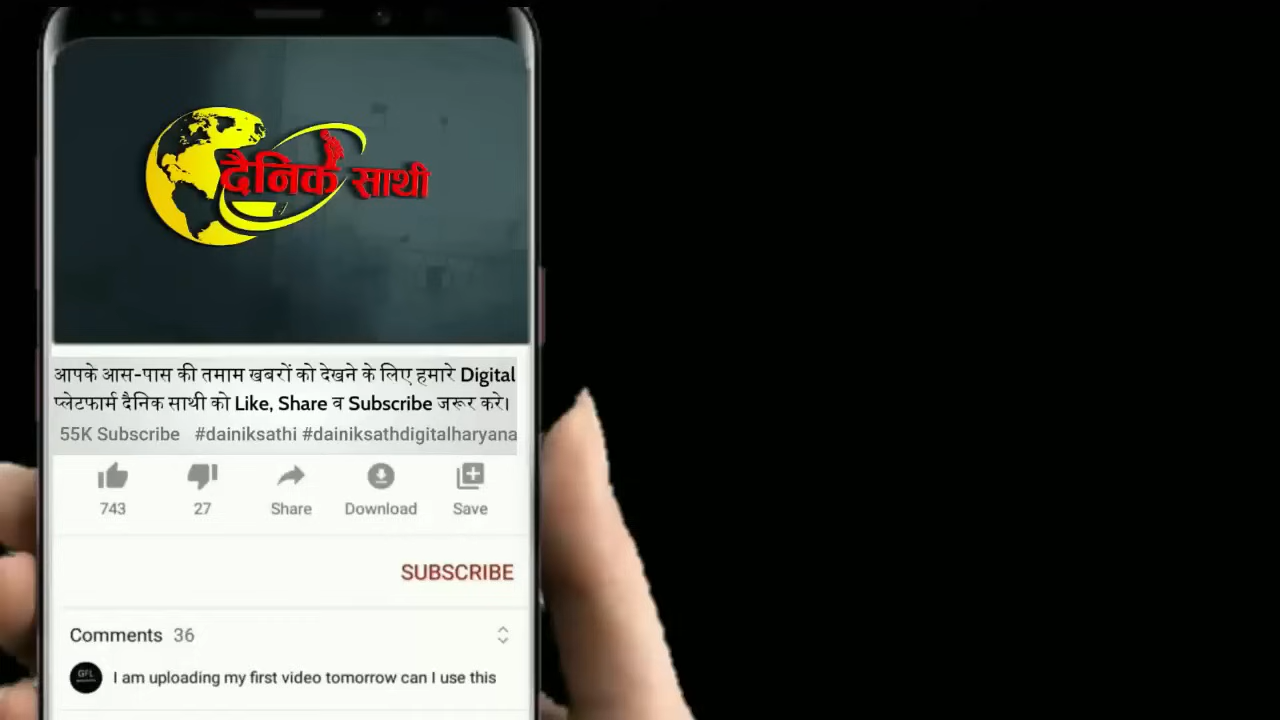 दैनिक साथी
आपके आस-पास की तमाम खबरों को देखने के लिए हमारे Digital
प्लेटफार्म दैनिक साथी को Like, Share व Subscribe जरूर करे।
55K Subscribe #dainiksathi #dainiksathdigitalharyana
743 27 Share Download Save
SUBSCRIBE
Comments 36
GFL
I am uploading my first video tomorrow can I use this